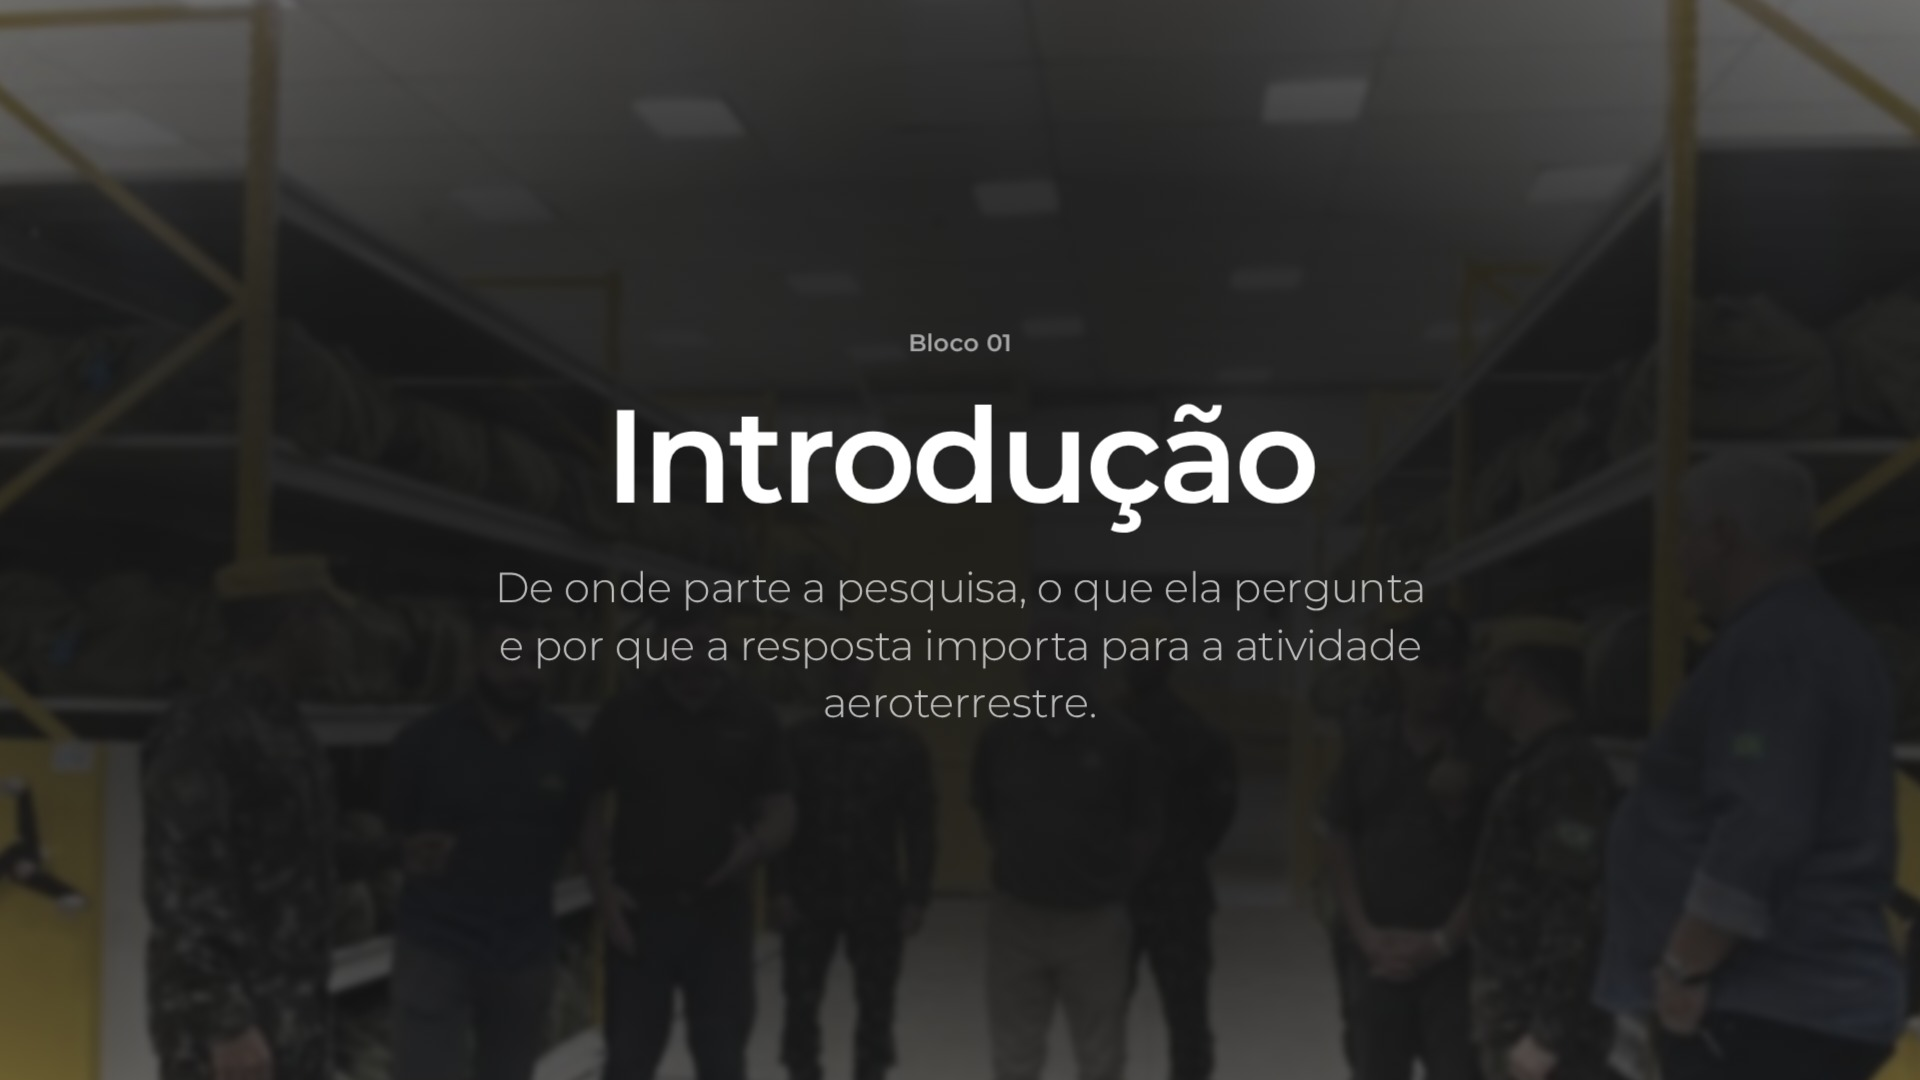 Bloco 01
Introdução
De onde parte a pesquisa, o que ela pergunta
e por que a resposta importa para a atividade
aeroterrestre.